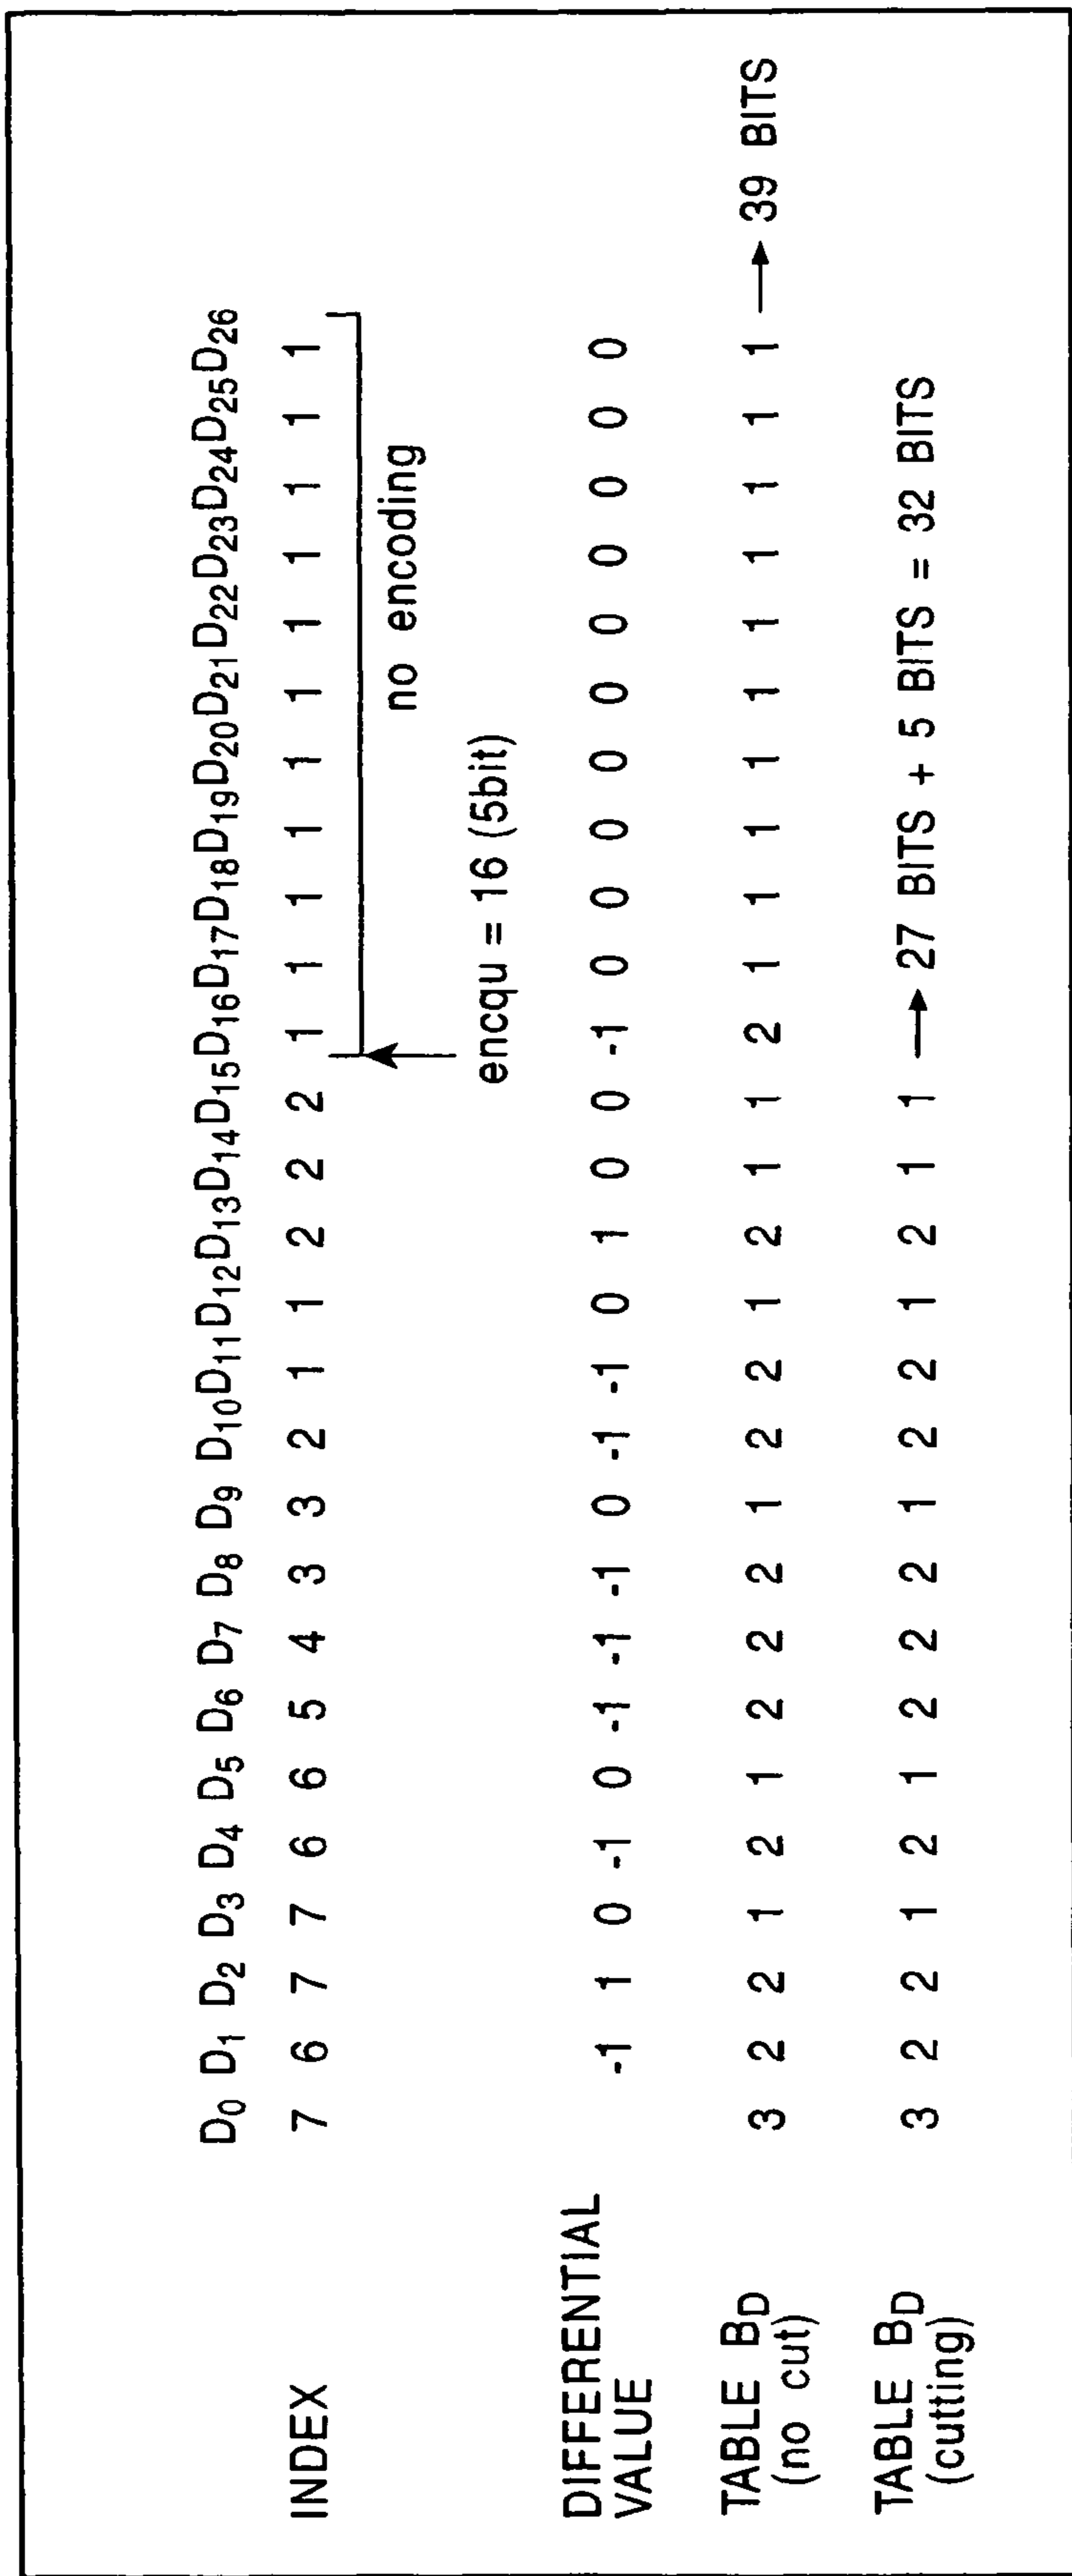 D0 D1 D2 D3 D4 D5 D6 D7 D8 D9 D10 D11 D12 D13 D14 D15 D16 D17 D18 D19 D20 D21 D22 D23 D24 D25 D26
INDEX 7 6 7 7 6 6 5 4 3 3 2 1 1 2 2 2 1 1 1 1 1 1 1 1 1 1 1
no encoding
encqu = 16 (5bit)
DIFFERENTIAL
VALUE -1 1 0 -1 0 -1 -1 -1 0 -1 -1 0 1 0 0 -1 0 0 0 0 0 0 0 0 0 0
TABLE BD 3 2 2 1 2 1 2 2 2 1 2 2 1 2 1 1 2 1 1 1 1 1 1 1 1 1 1 → 39 BITS
(no cut)
TABLE BD 3 2 2 1 2 1 2 2 2 1 2 2 1 2 1 1 → 27 BITS + 5 BITS = 32 BITS
(cutting)